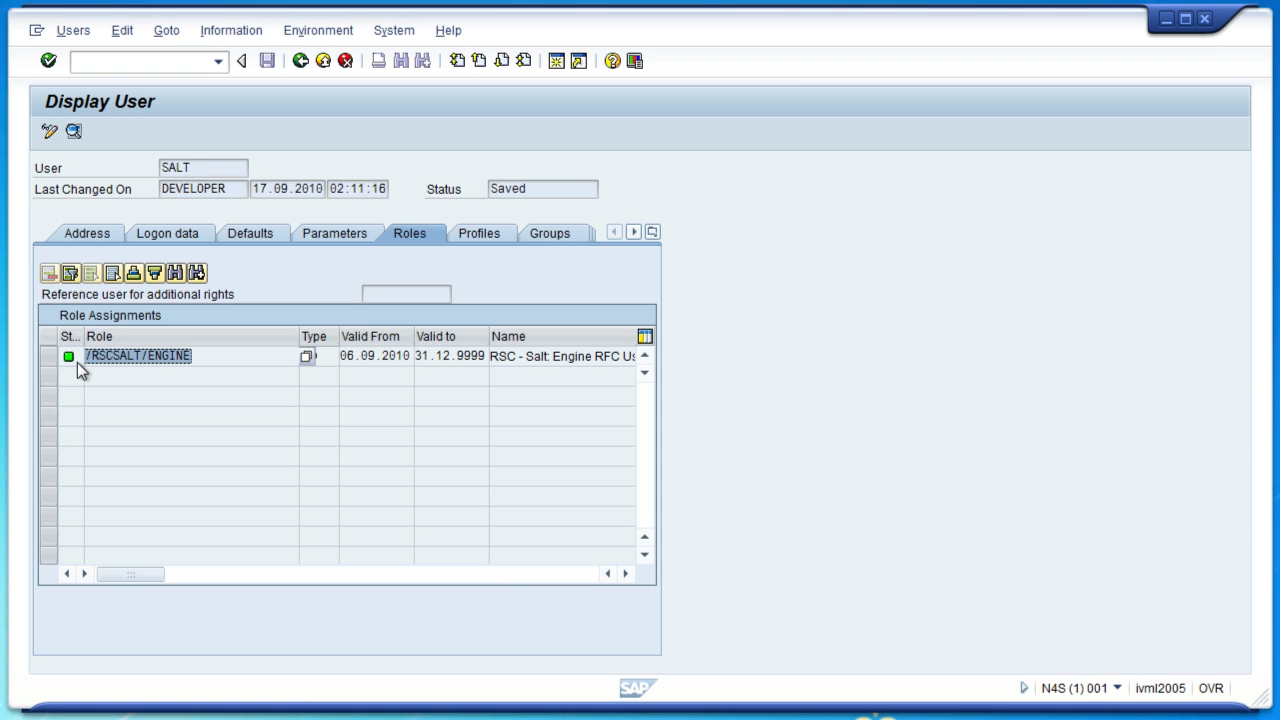 Users Edit Goto Information Environment System Help
Display User
User SALT
Last Changed On DEVELOPER 17.09.2010 02:11:16 Status Saved
Address Logon data Defaults Parameters Roles Profiles Groups
Reference user for additional rights
Role Assignments
St... Role Type Valid From Valid to Name
/RSCSALT/ENGINE 06.09.2010 31.12.9999 RSC - Salt: Engine RFC Us
SAP
N4S (1) 001 ivml2005 OVR